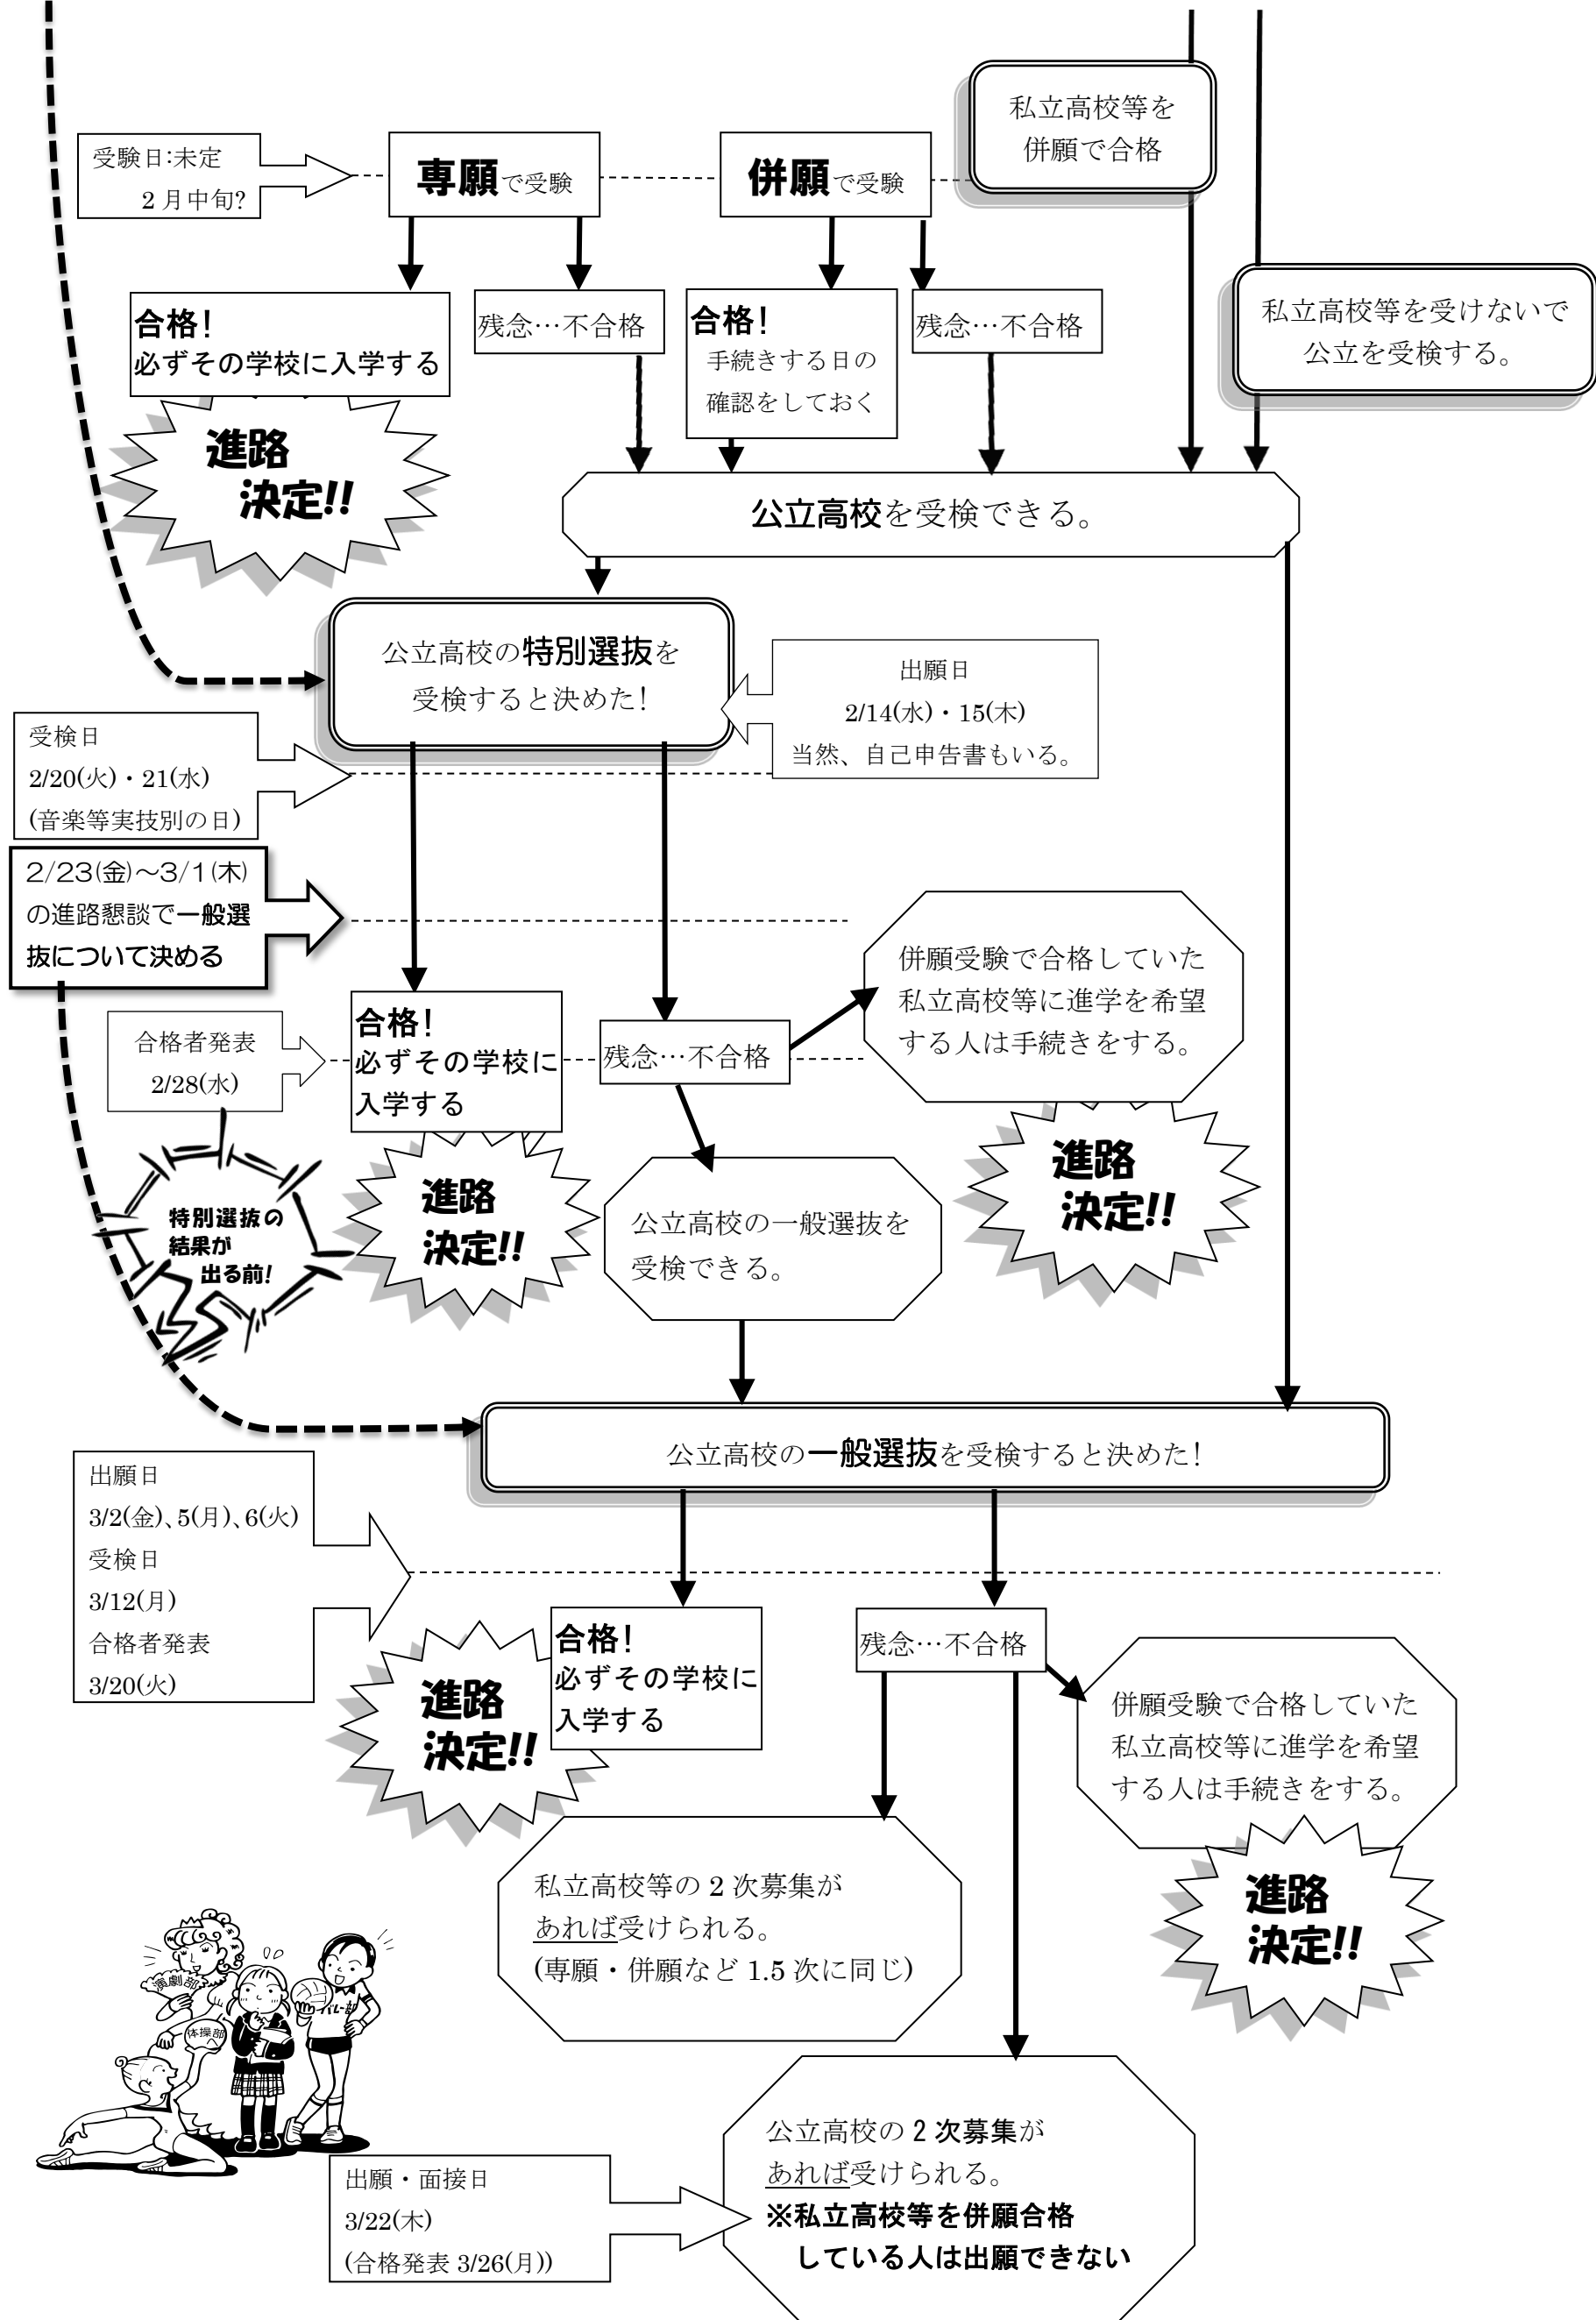 私立高校等を
併願で合格
受験日:未定
2月中旬?
専願で受験
併願で受験
私立高校等を受けないで
公立を受検する。
合格!
必ずその学校に入学する
残念…不合格
合格!
手続きする日の
確認をしておく
残念…不合格
進路
決定!!
公立高校を受検できる。
公立高校の特別選抜を
受検すると決めた!
出願日
2/14(水)・15(木)
当然、自己申告書もいる。
受検日
2/20(火)・21(水)
(音楽等実技別の日)
2/23(金)～3/1(木)
の進路懇談で一般選
抜について決める
併願受験で合格していた
私立高校等に進学を希望
する人は手続きをする。
合格者発表
2/28(水)
合格!
必ずその学校に
入学する
残念…不合格
進路
決定!!
特別選抜の
結果が
出る前!
進路
決定!!
公立高校の一般選抜を
受検できる。
公立高校の一般選抜を受検すると決めた!
出願日
3/2(金)、5(月)、6(火)
受検日
3/12(月)
合格者発表
3/20(火)
合格!
必ずその学校に
入学する
残念…不合格
進路
決定!!
併願受験で合格していた
私立高校等に進学を希望
する人は手続きをする。
進路
決定!!
私立高校等の2次募集が
あれば受けられる。
(専願・併願など1.5次に同じ)
演劇部
バレー部
体操部
へ
公立高校の2次募集が
あれば受けられる。
※私立高校等を併願合格
している人は出願できない
出願・面接日
3/22(木)
(合格発表3/26(月))